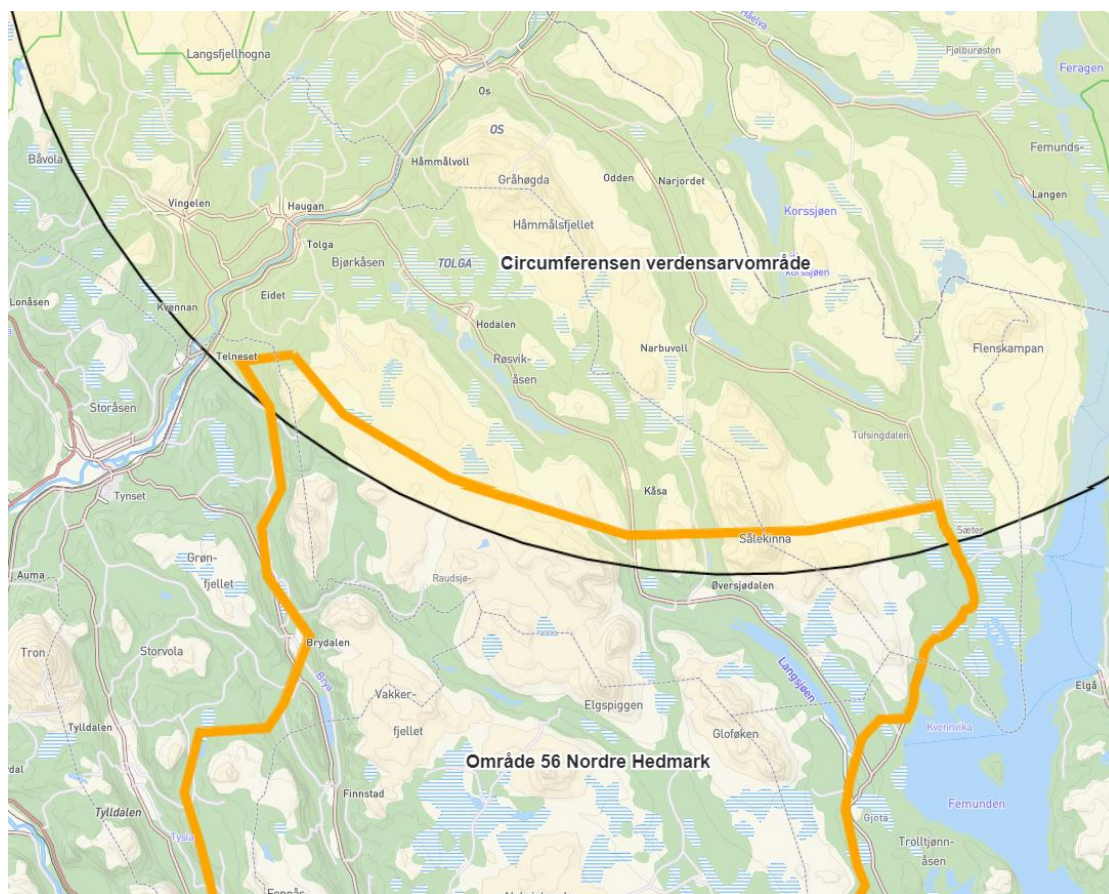 Håelva
Langsfjellhogna
Fjølburøsten
Feragen
Os
OS
Båvola
Håmmålvoll
Gråhøgda
Odden
Narjordet
Femunds-
Langen
Vingelen
Haugan
Håmmålsfjellet
Korssjøen
Tolga
Bjørkåsen
TOLGA
Circumferensen verdensarvområde
Korssjøen
Lonåsen
Kvennan
Eidet
Hodalen
Telneset
Røsvik-
åsen
Narbuvoll
Flenskampan
Storåsen
Tufsingdalen
Tynset
Kåsa
Sæter
Sålekinna
Grøn-
fjellet
Auma
Raudsjø-
Øversjødalen
Brydalen
Tron
Storvola
Brya
Langsjøen
Elgå
Vakker-
fjellet
Elgspiggen
Gloføken
Kvennvika
Tylldalen
Område 56 Nordre Hedmark
Finnstad
Femunden
Tylldalen
Gjota
Tysla
Trolltjønn-
åsen